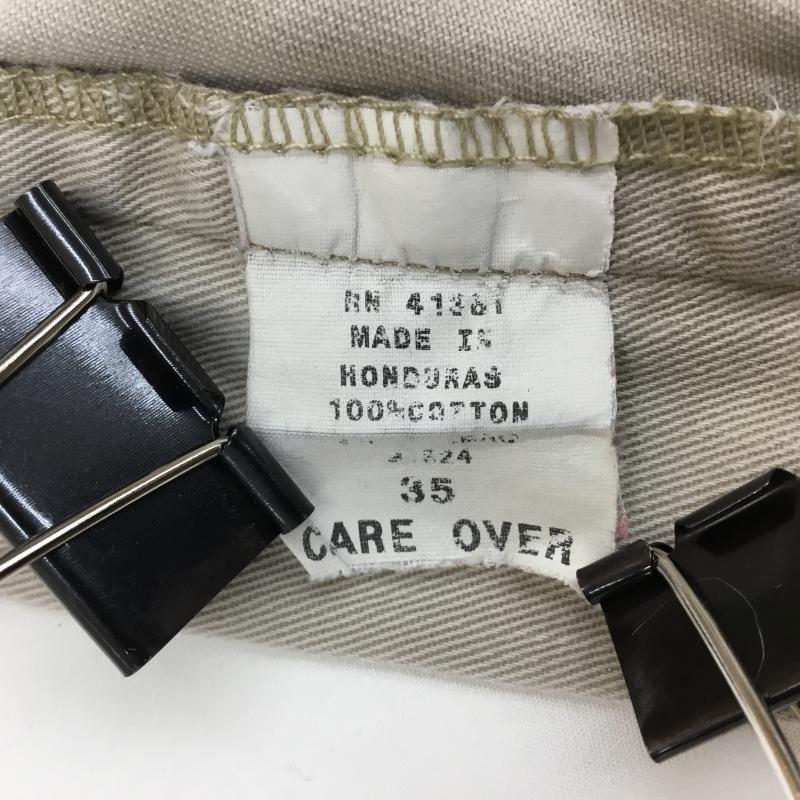 RN 41381
MADE IN
HONDURAS
100%COTTON
35
CARE OVER